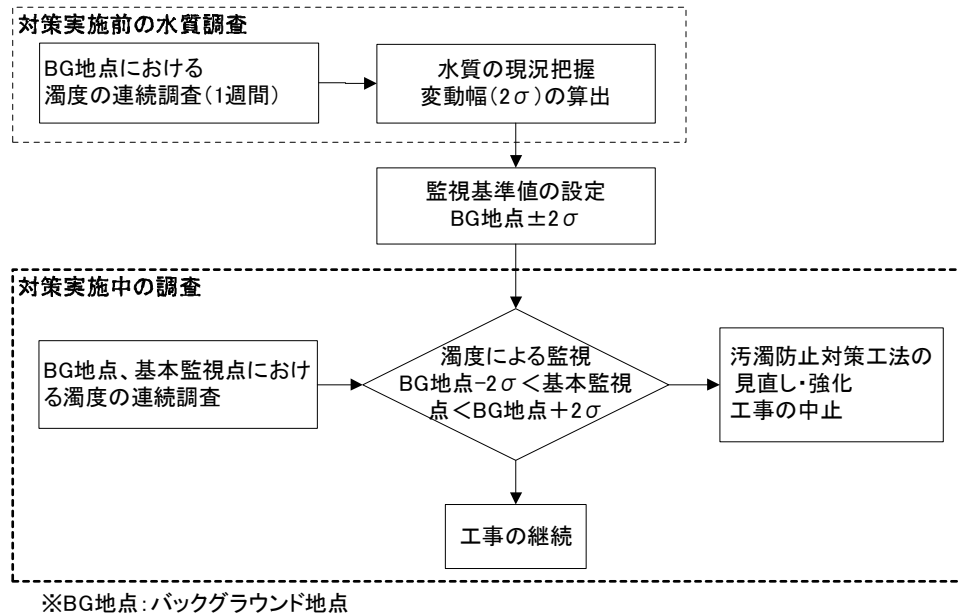 対策実施前の水質調査
BG地点における
濁度の連続調査(1週間)
水質の現況把握
変動幅(2σ)の算出
監視基準値の設定
BG地点±2σ
対策実施中の調査
BG地点、基本監視点におけ
る濁度の連続調査
濁度による監視
BG地点-2σ<基本監視
点<BG地点+2σ
汚濁防止対策工法の
見直し・強化
工事の中止
工事の継続
※BG地点:バックグラウンド地点